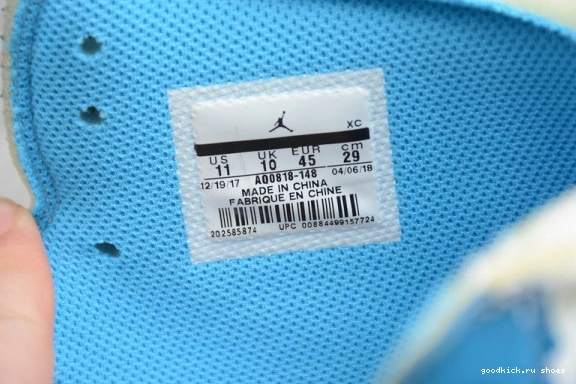 XC
US UK EUR cm
11 10 45 29
12/19/17 AQ0818-148 04/06/18
MADE IN CHINA
FABRIQUE EN CHINE
202585874 UPC 00884499157724
goodkick.ru shoes